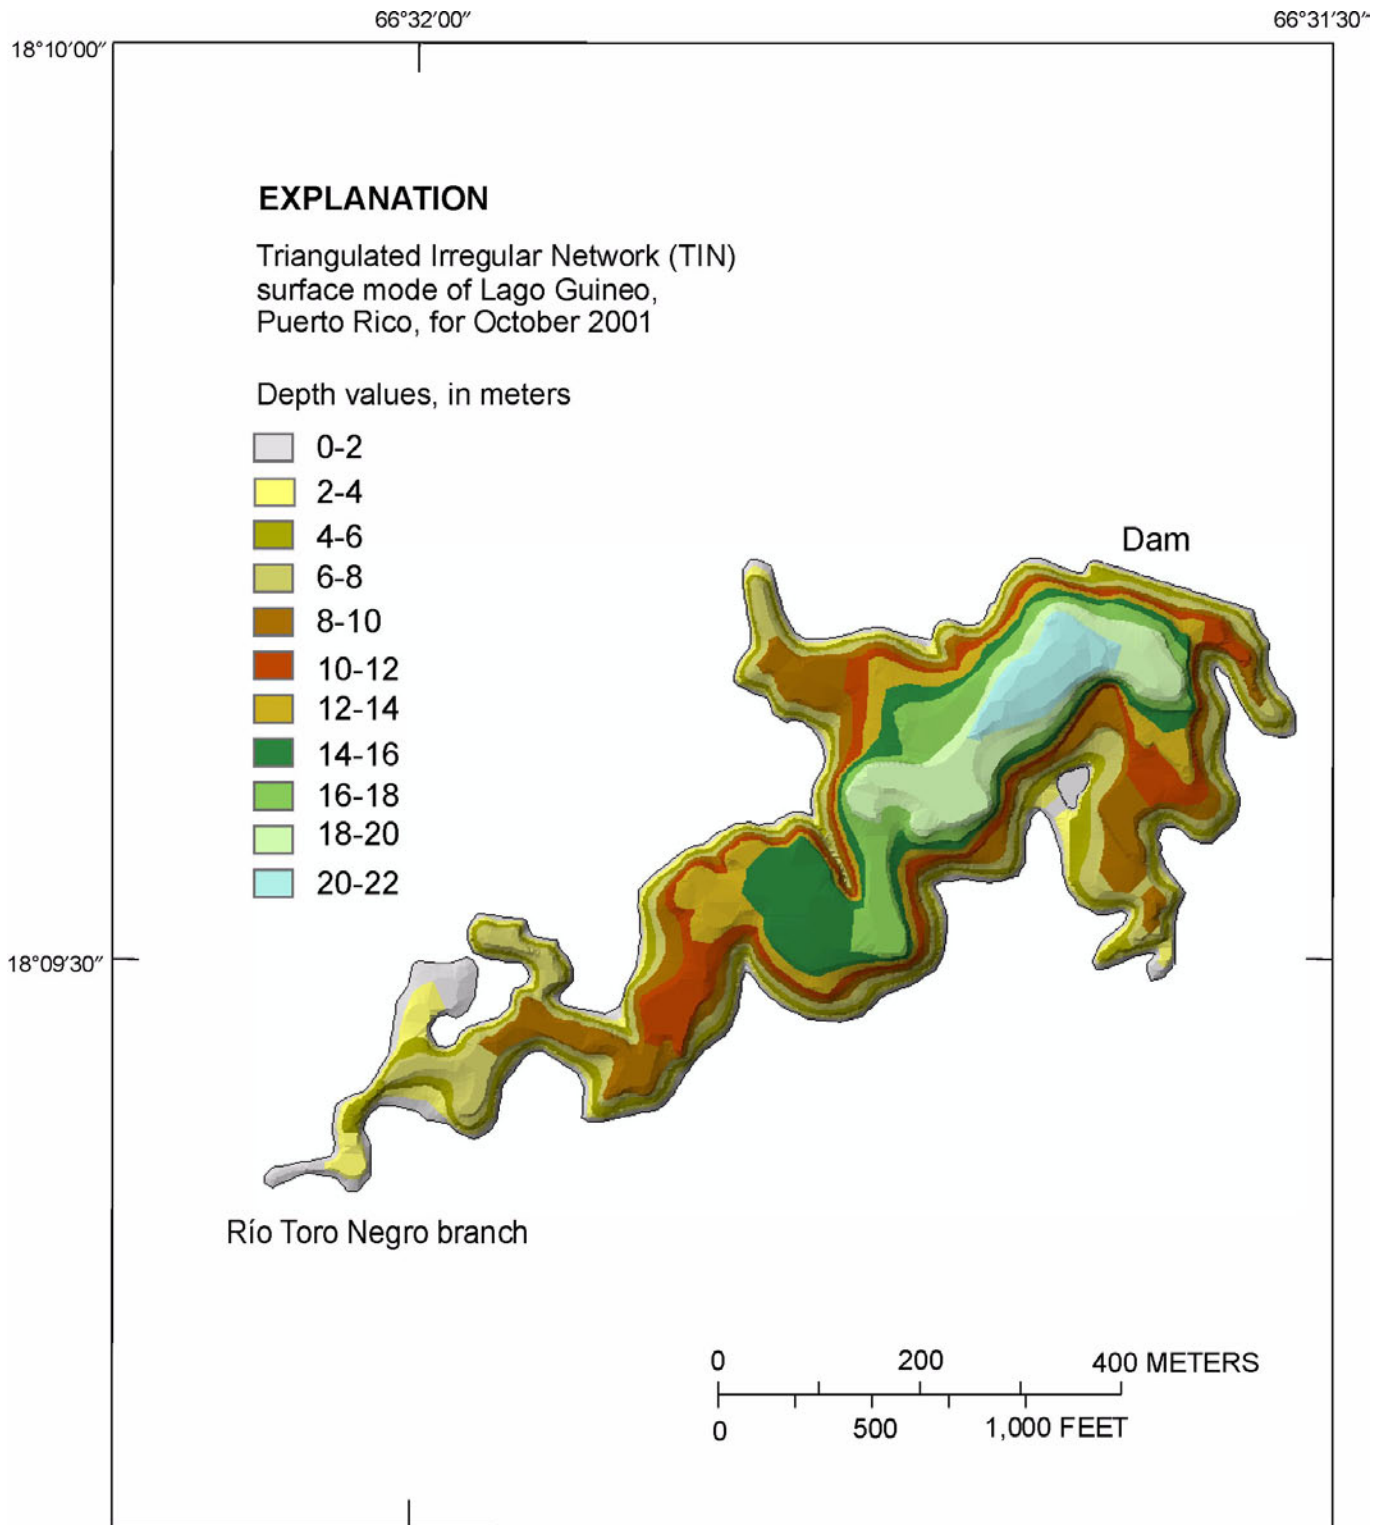 66°32′00″
66°31′30″
18°10′00″
EXPLANATION
Triangulated Irregular Network (TIN)
surface mode of Lago Guineo,
Puerto Rico, for October 2001
Depth values, in meters
0-2
2-4
4-6
6-8
8-10
10-12
12-14
14-16
16-18
18-20
20-22
Dam
18°09′30″
Río Toro Negro branch
0 200 400 METERS
0 500 1,000 FEET